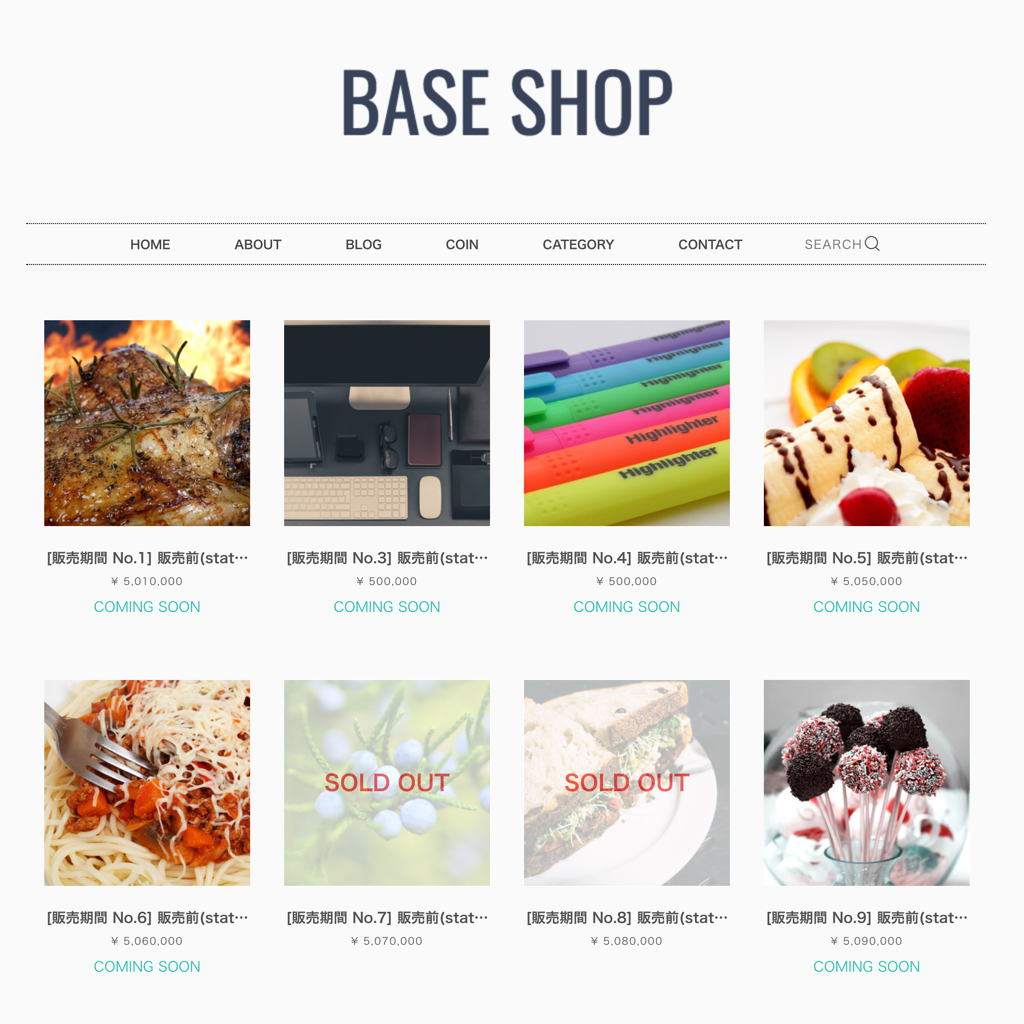 BASE SHOP
HOME ABOUT BLOG COIN CATEGORY CONTACT SEARCH
Highlighter
Highlighter
Highlighter
Highlighter
Highlighter
Highlighter
[販売期間 No.1] 販売前(stat…
¥ 5,010,000
COMING SOON
[販売期間 No.3] 販売前(stat…
¥ 500,000
COMING SOON
[販売期間 No.4] 販売前(stat…
¥ 500,000
COMING SOON
[販売期間 No.5] 販売前(stat…
¥ 5,050,000
COMING SOON
SOLD OUT
SOLD OUT
[販売期間 No.6] 販売前(stat…
¥ 5,060,000
COMING SOON
[販売期間 No.7] 販売前(stat…
¥ 5,070,000
[販売期間 No.8] 販売前(stat…
¥ 5,080,000
[販売期間 No.9] 販売前(stat…
¥ 5,090,000
COMING SOON